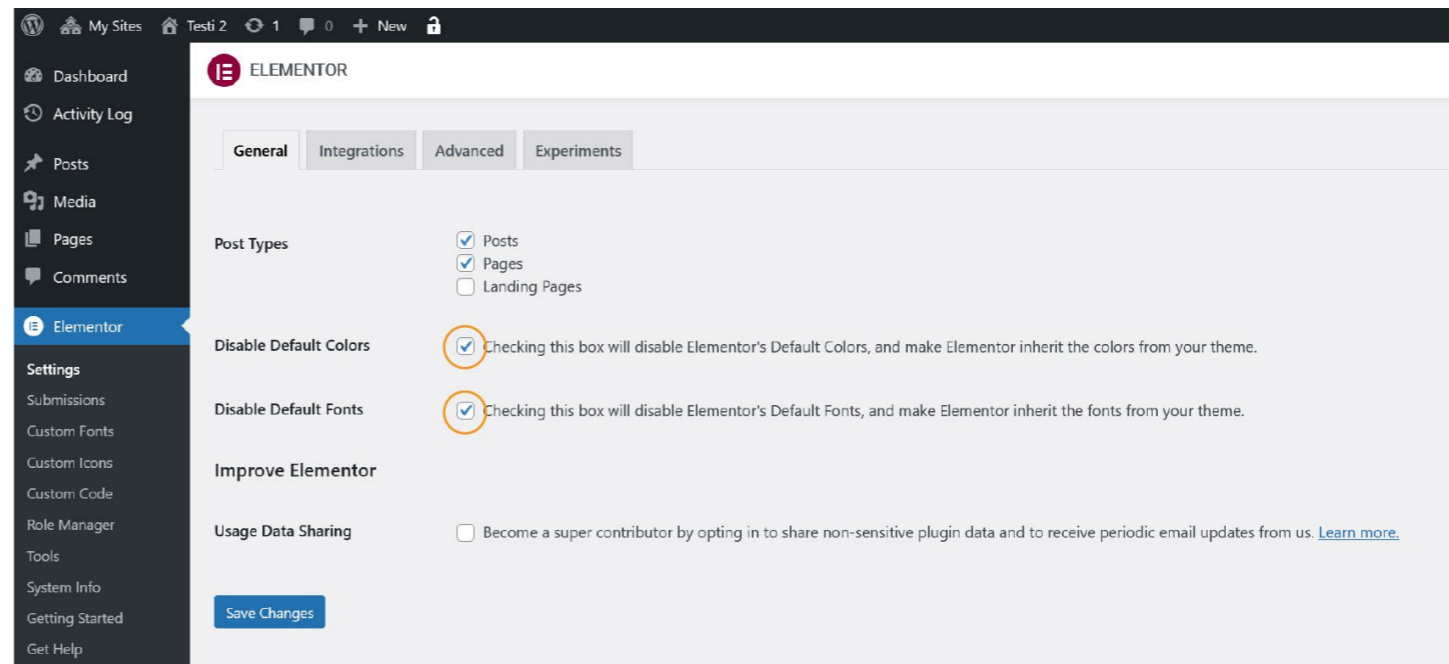 My Sites Testi 2 1 0 + New
Dashboard
Activity Log
Posts
Media
Pages
Comments
Elementor
Settings
Submissions
Custom Fonts
Custom Icons
Custom Code
Role Manager
Tools
System Info
Getting Started
Get Help
ELEMENTOR
General Integrations Advanced Experiments
Post Types
Posts
Pages
Landing Pages
Disable Default Colors
Checking this box will disable Elementor's Default Colors, and make Elementor inherit the colors from your theme.
Disable Default Fonts
Checking this box will disable Elementor's Default Fonts, and make Elementor inherit the fonts from your theme.
Improve Elementor
Usage Data Sharing
Become a super contributor by opting in to share non-sensitive plugin data and to receive periodic email updates from us. Learn more.
Save Changes